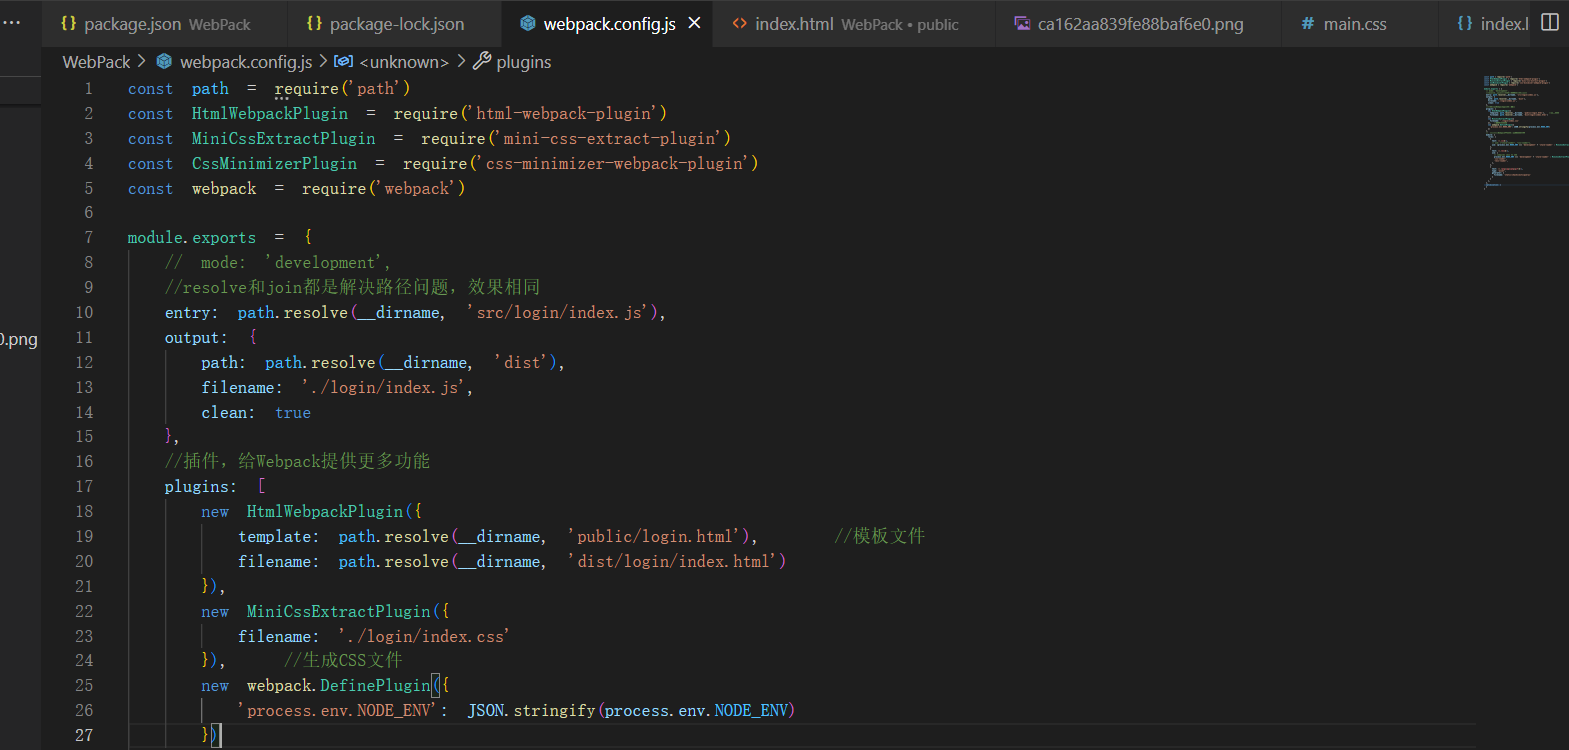 package.json WebPack package-lock.json webpack.config.js index.html WebPack • public ca162aa839fe88baf6e0.png main.css index.l
WebPack > webpack.config.js > <unknown> > plugins
0.png
1 const path = require('path')
2 const HtmlWebpackPlugin = require('html-webpack-plugin')
3 const MiniCssExtractPlugin = require('mini-css-extract-plugin')
4 const CssMinimizerPlugin = require('css-minimizer-webpack-plugin')
5 const webpack = require('webpack')
6
7 module.exports = {
8 // mode: 'development',
9 //resolve和join都是解决路径问题，效果相同
10 entry: path.resolve(__dirname, 'src/login/index.js'),
11 output: {
12 path: path.resolve(__dirname, 'dist'),
13 filename: './login/index.js',
14 clean: true
15 },
16 //插件，给Webpack提供更多功能
17 plugins: [
18 new HtmlWebpackPlugin({
19 template: path.resolve(__dirname, 'public/login.html'), //模板文件
20 filename: path.resolve(__dirname, 'dist/login/index.html')
21 }),
22 new MiniCssExtractPlugin({
23 filename: './login/index.css'
24 }), //生成CSS文件
25 new webpack.DefinePlugin({
26 'process.env.NODE_ENV': JSON.stringify(process.env.NODE_ENV)
27 })